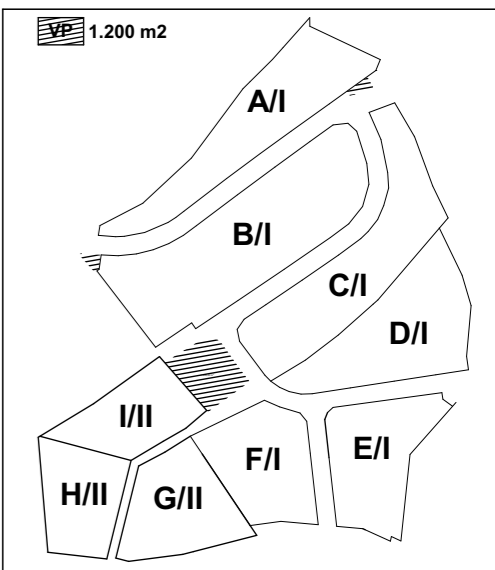 VP 1.200 m2
A/I
B/I
C/I
D/I
I/II
F/I
E/I
H/II
G/II